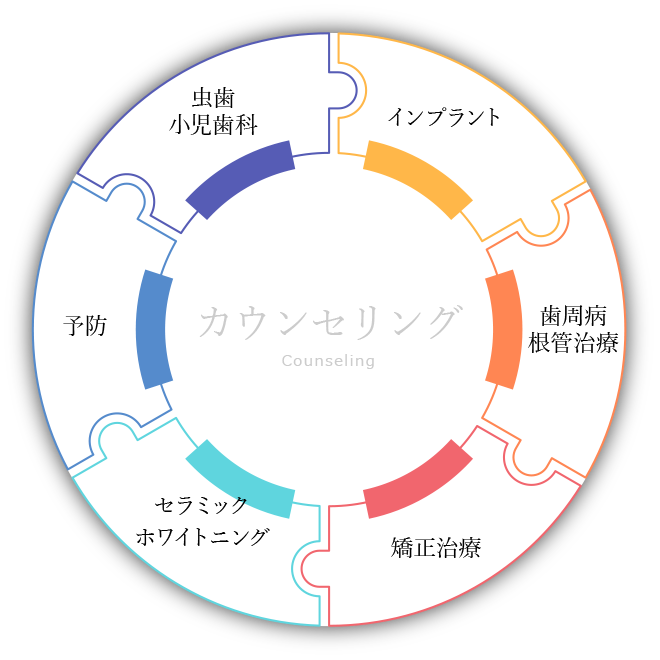 虫歯
小児歯科
インプラント
歯周病
根管治療
矯正治療
セラミック
ホワイトニング
予防
カウンセリング
Counseling